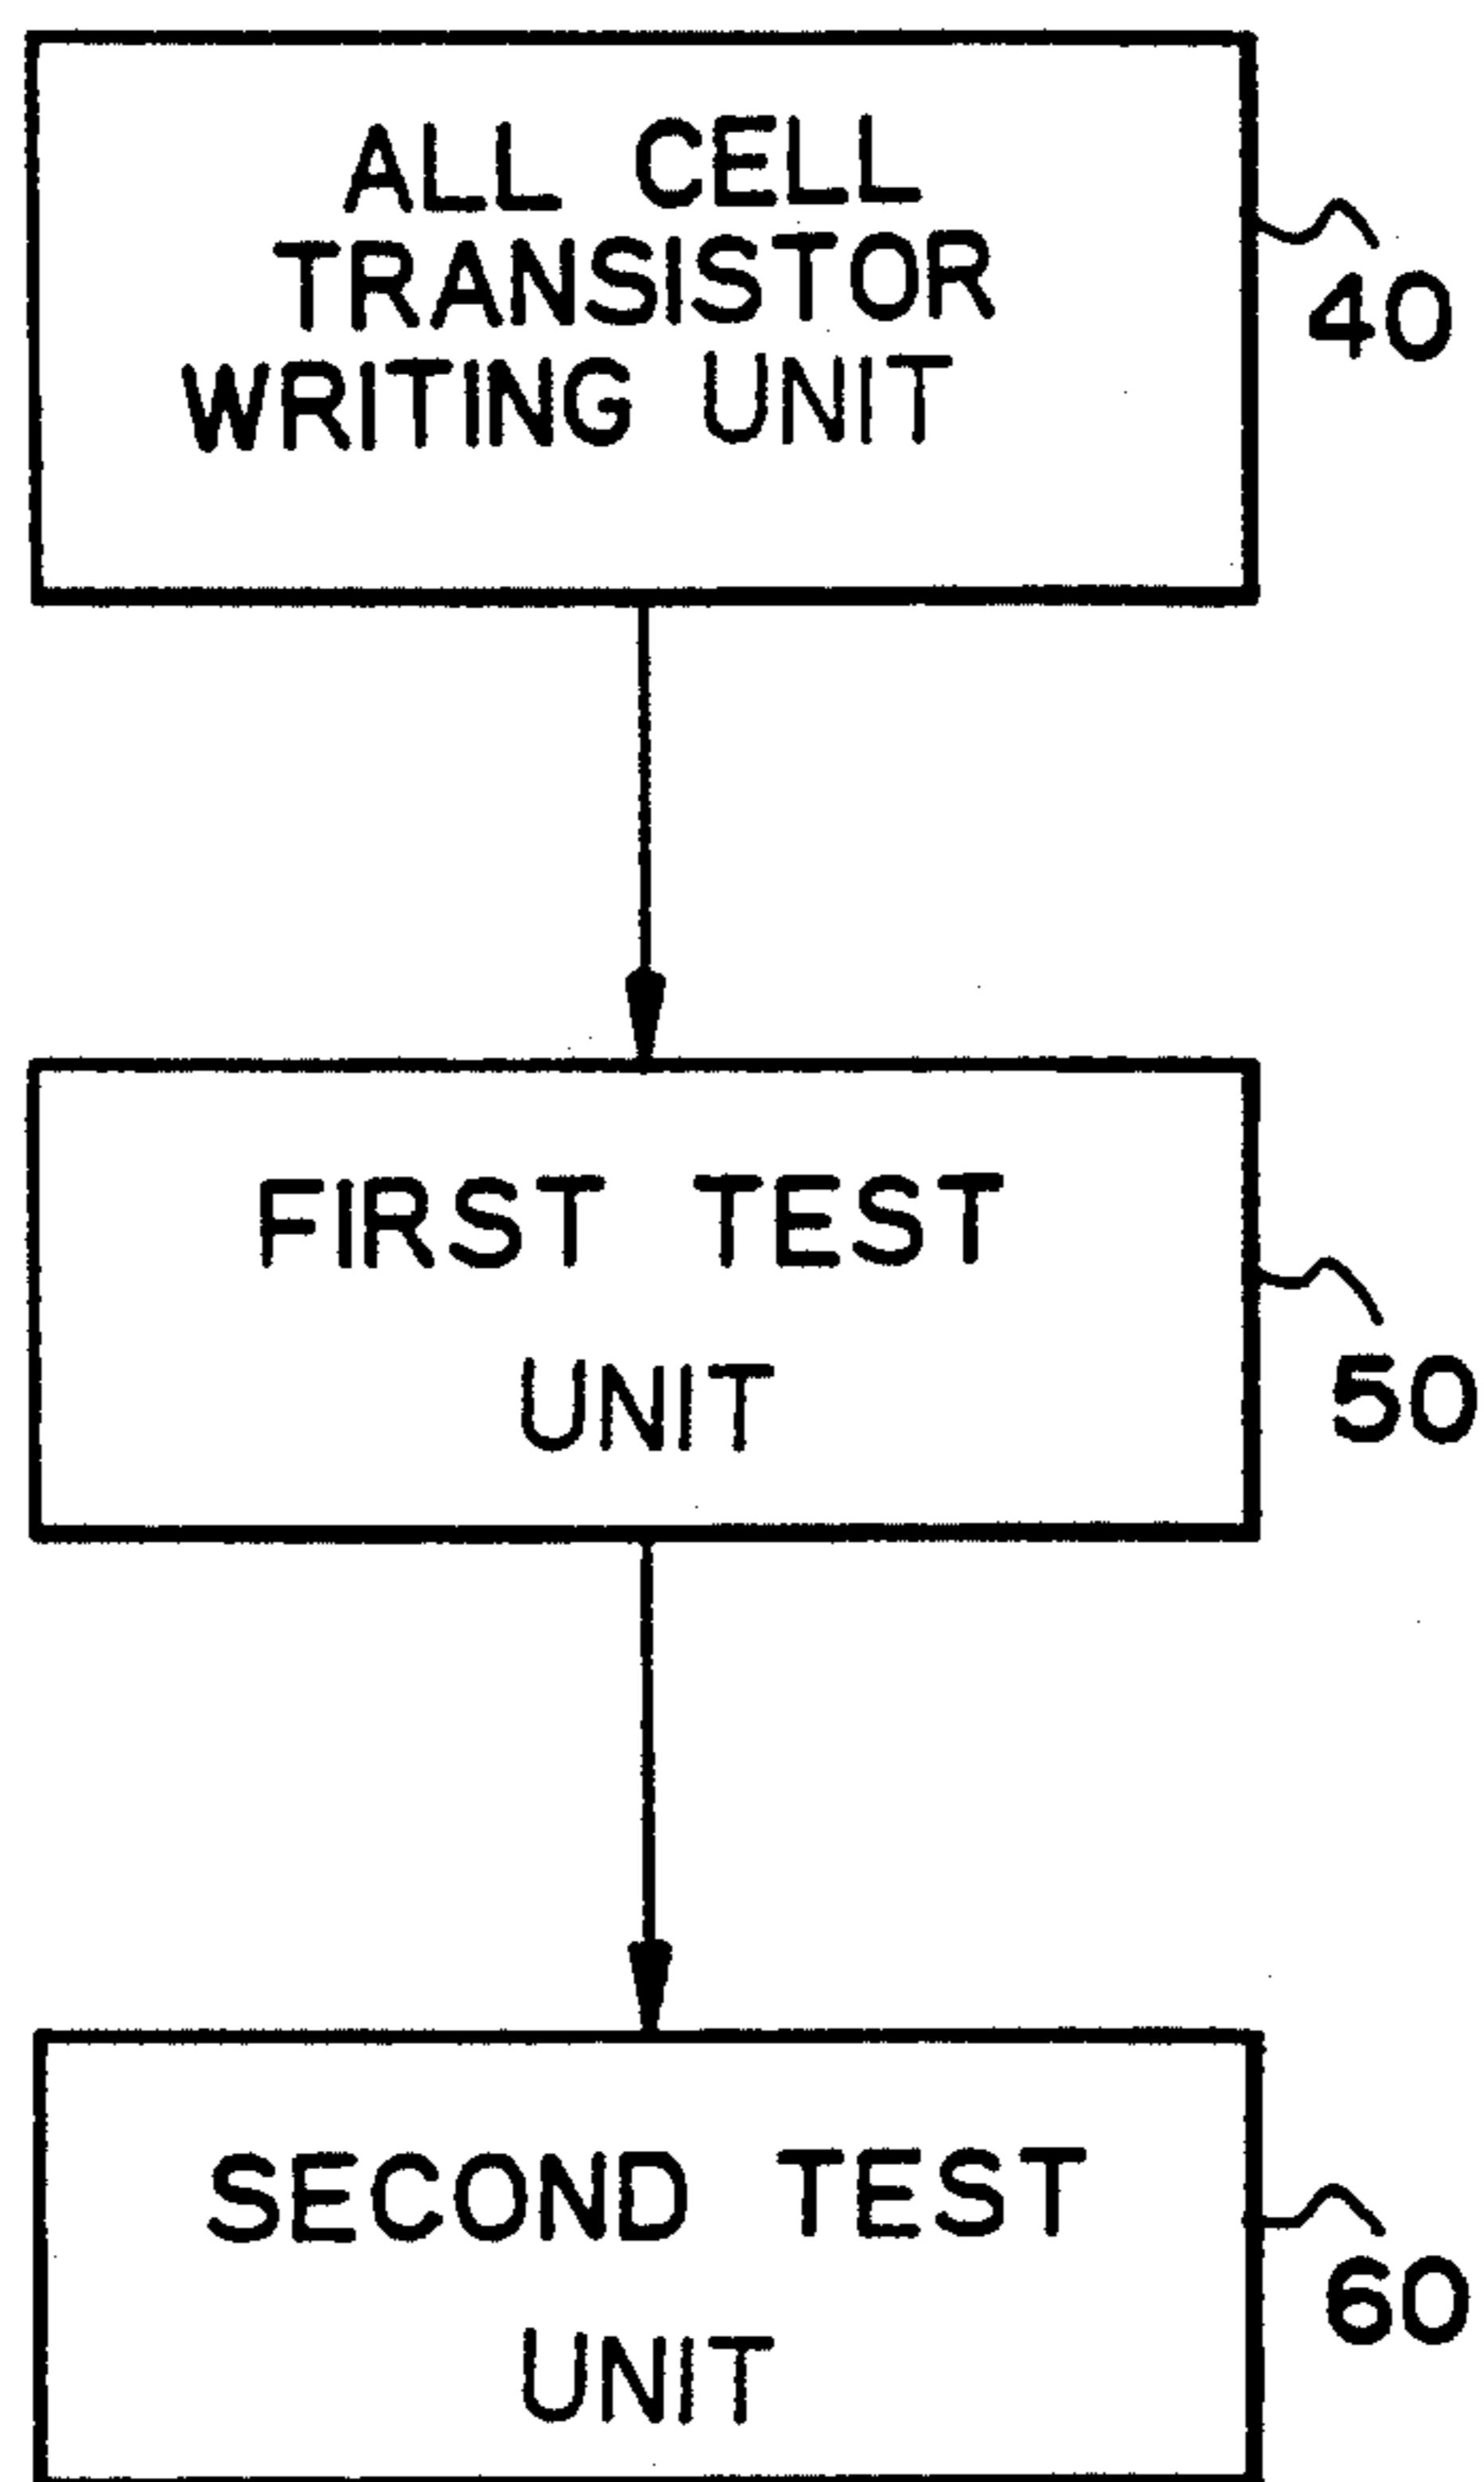 ALL CELL
TRANSISTOR
WRITING UNIT
40
FIRST TEST
UNIT
50
SECOND TEST
UNIT
60